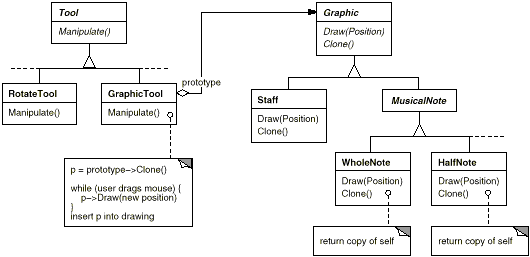 Tool
Manipulate()
RotateTool
Manipulate()
GraphicTool
Manipulate()
prototype
p = prototype->Clone()
while (user drags mouse) {
p->Draw(new position)
}
insert p into drawing
Graphic
Draw(Position)
Clone()
Staff
Draw(Position)
Clone()
MusicalNote
WholeNote
Draw(Position)
Clone()
HalfNote
Draw(Position)
Clone()
return copy of self
return copy of self